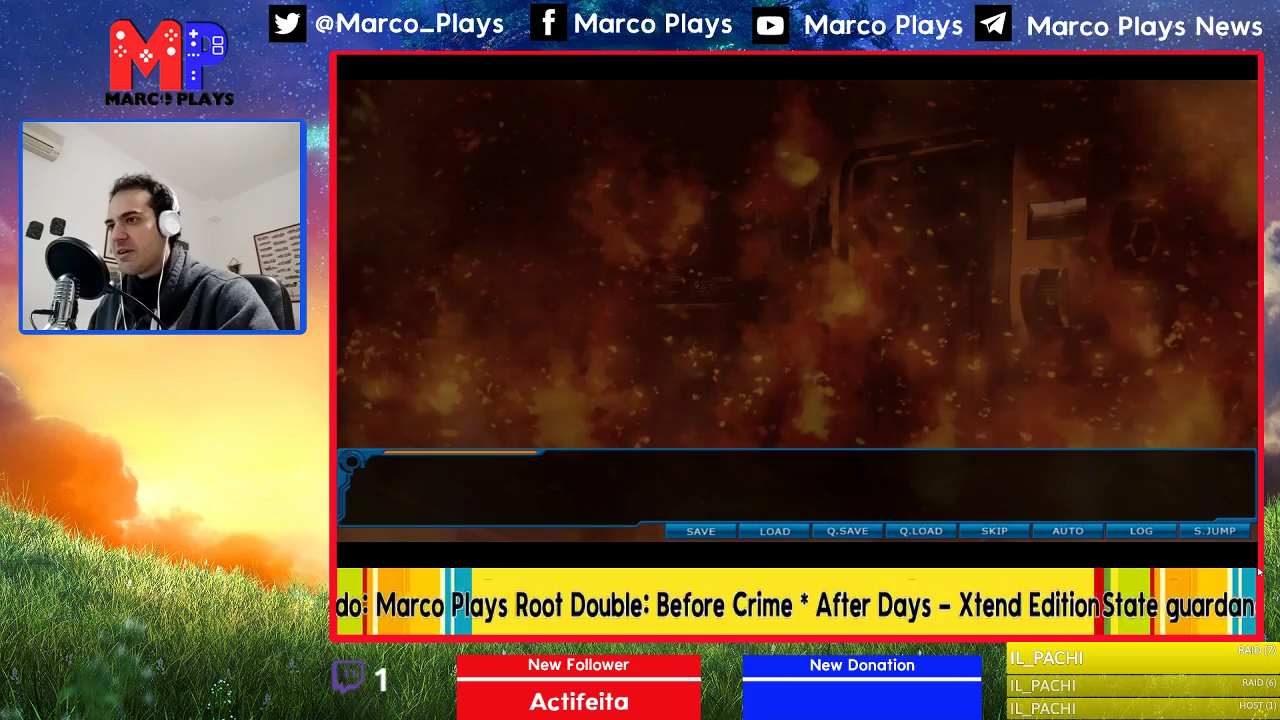 @Marco_Plays
Marco Plays
Marco Plays
Marco Plays News
MP
MARCO PLAYS
SAVE
LOAD
Q.SAVE
Q.LOAD
SKIP
AUTO
LOG
S.JUMP
do: Marco Plays Root Double: Before Crime * After Days - Xtend Edition
State guardan
1
New Follower
Actifeita
New Donation
IL_PACHI RAID (7)
IL_PACHI RAID (6)
IL_PACHI HOST (1)